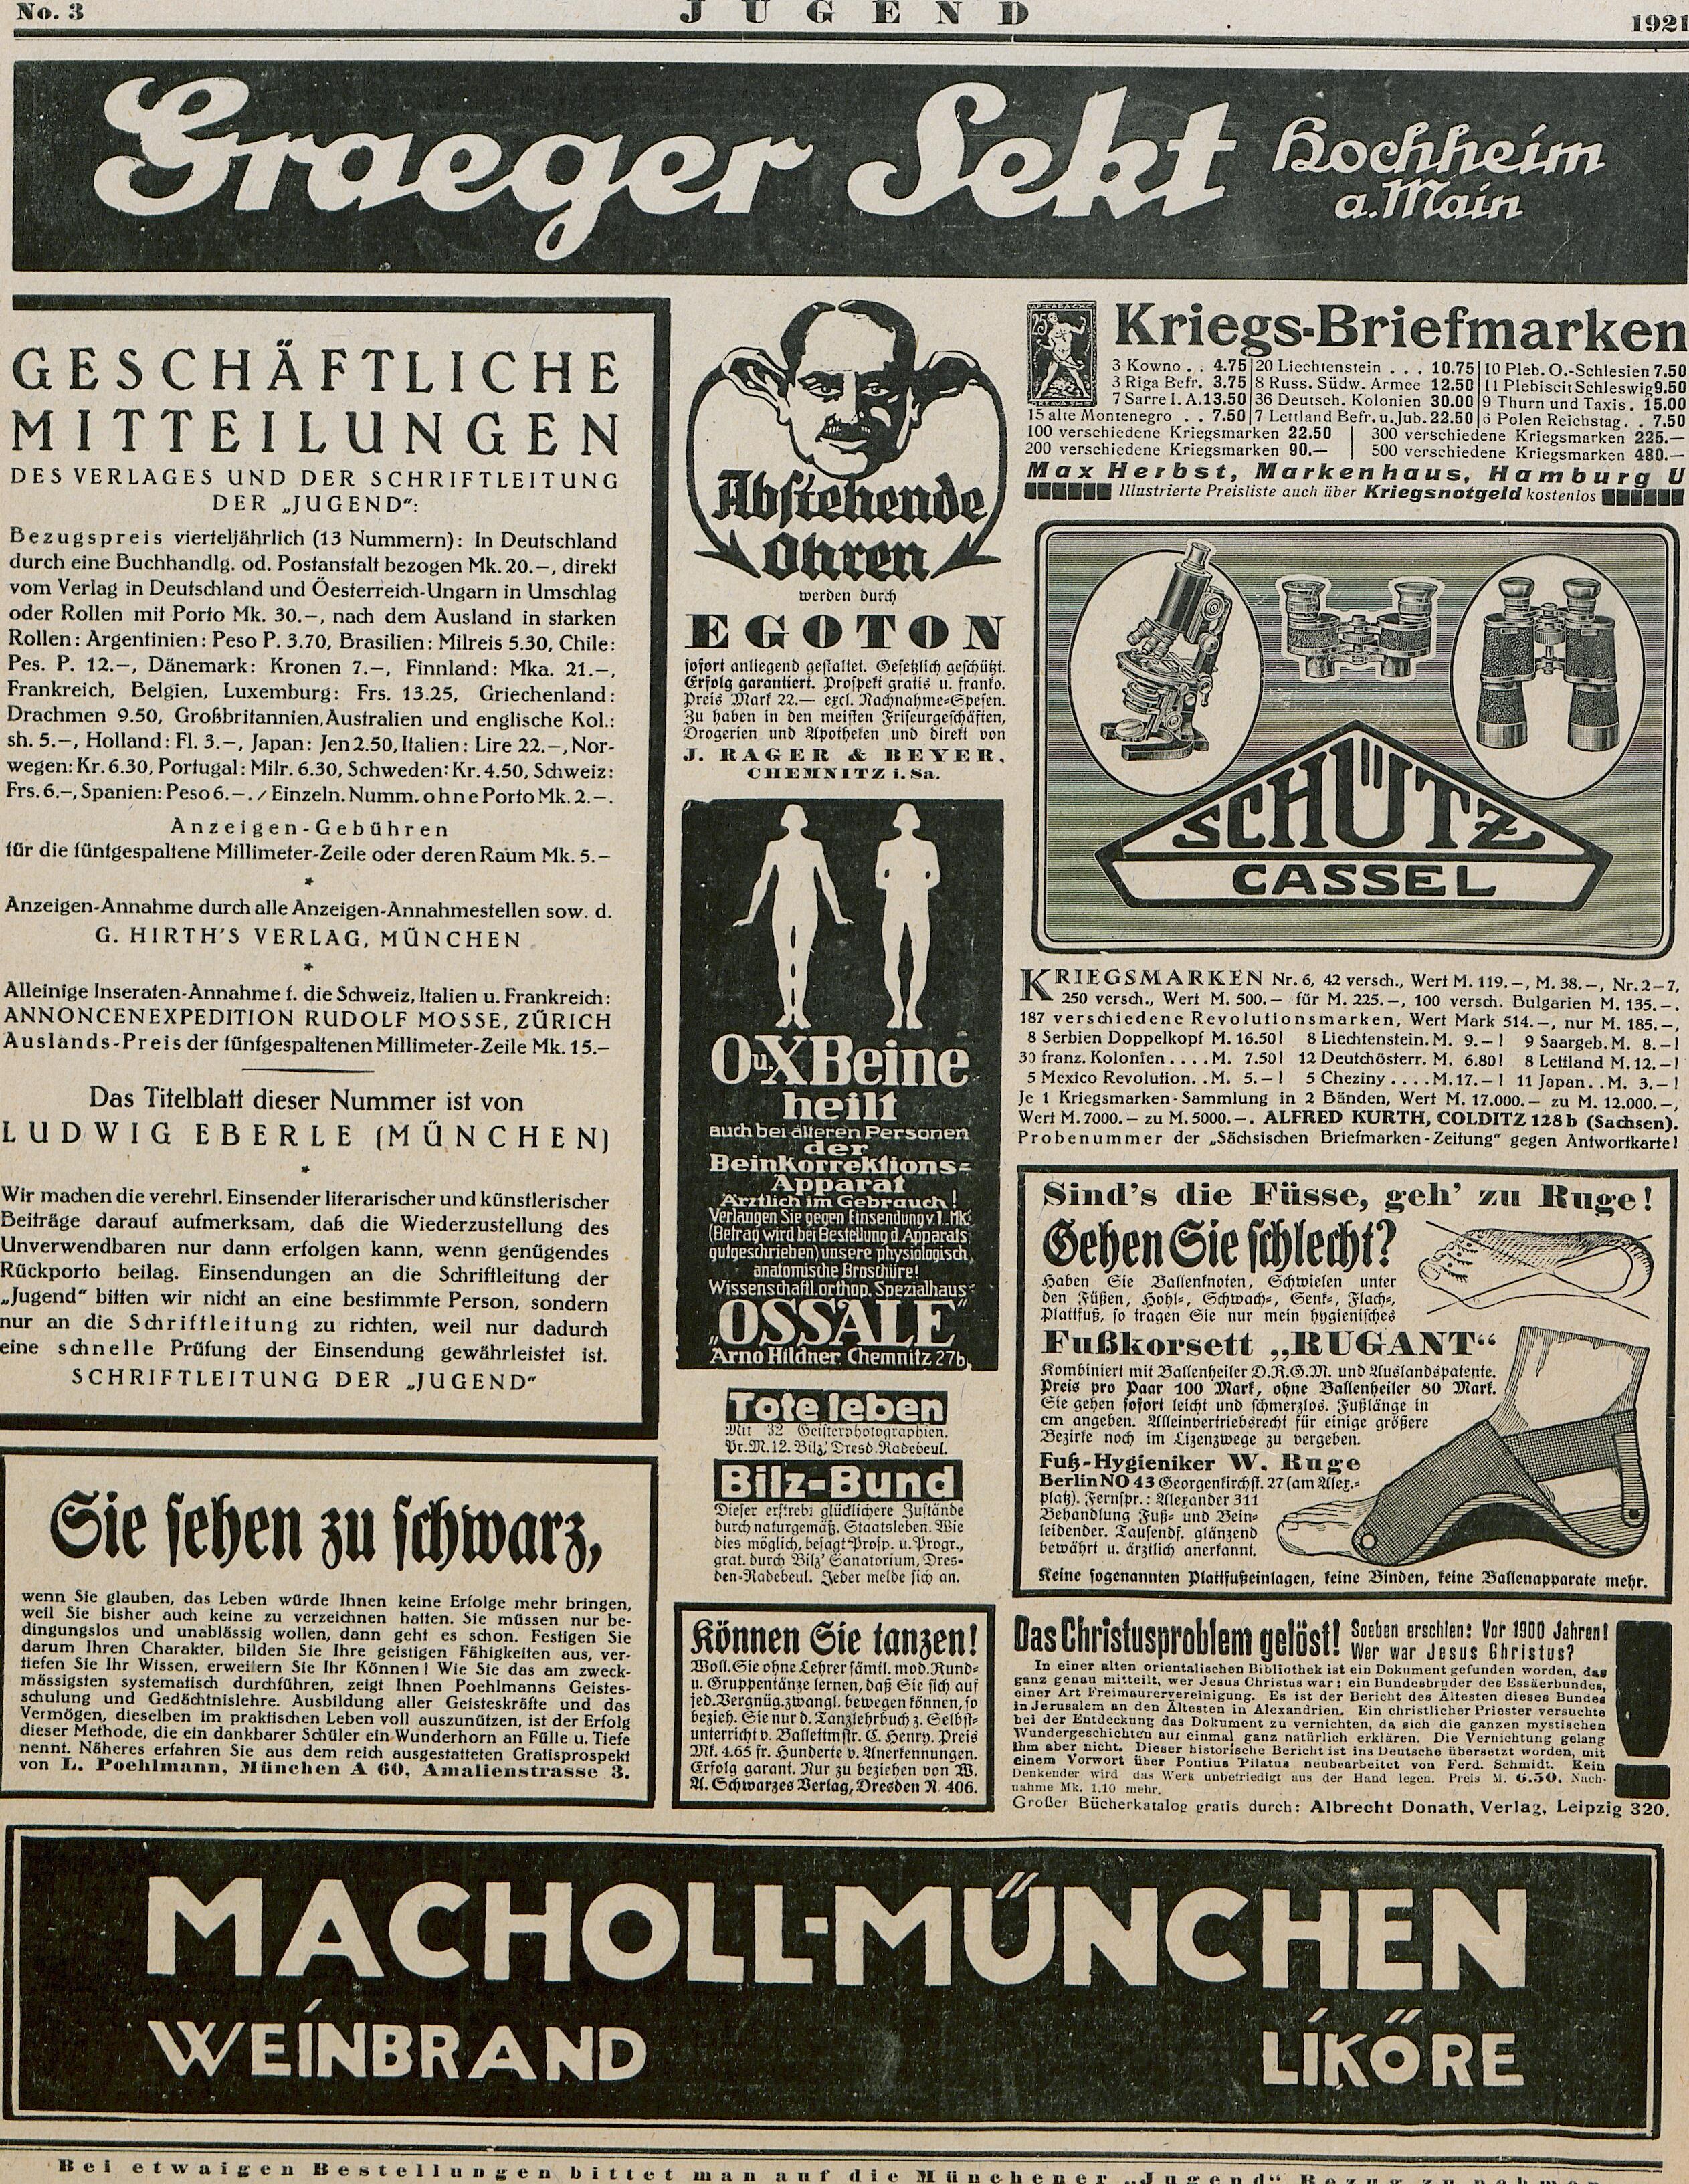 No. 3
JUGEND
1921
Graeger Sekt
Hochheim
a. Main
GESCHÄFTLICHE
MITTEILUNGEN
DES VERLAGES UND DER SCHRIFTLEITUNG
DER „JUGEND“:
Bezugspreis vierteljährlich (13 Nummern): In Deutschland
durch eine Buchhandlg. od. Postanstalt bezogen Mk. 20.–, direkt
vom Verlag in Deutschland und Öesterreich-Ungarn in Umschlag
oder Rollen mit Porto Mk. 30.–, nach dem Ausland in starken
Rollen: Argentinien: Peso P. 3.70, Brasilien: Milreis 5.30, Chile:
Pes. P. 12.–, Dänemark: Kronen 7.–, Finnland: Mka. 21.–,
Frankreich, Belgien, Luxemburg: Frs. 13.25, Griechenland:
Drachmen 9.50, Großbritannien, Australien und englische Kol.:
sh. 5.–, Holland: Fl. 3.–, Japan: Jen 2.50, Italien: Lire 22.–, Nor-
wegen: Kr. 6.30, Portugal: Milr. 6.30, Schweden: Kr. 4.50, Schweiz:
Frs. 6.–, Spanien: Peso 6.–. / Einzeln. Numm. ohne Porto Mk. 2.–.
Anzeigen-Gebühren
für die fünfgespaltene Millimeter-Zeile oder deren Raum Mk. 5.–
*
Anzeigen-Annahme durch alle Anzeigen-Annahmestellen sow. d.
G. HIRTH'S VERLAG, MÜNCHEN
*
Alleinige Inseraten-Annahme f. die Schweiz, Italien u. Frankreich:
ANNONCENEXPEDITION RUDOLF MOSSE, ZÜRICH
Auslands-Preis der fünfgespaltenen Millimeter-Zeile Mk. 15.–
Das Titelblatt dieser Nummer ist von
LUDWIG EBERLE (MÜNCHEN)
*
Wir machen die verehrl. Einsender literarischer und künstlerischer
Beiträge darauf aufmerksam, daß die Wiederzustellung des
Unverwendbaren nur dann erfolgen kann, wenn genügendes
Rückporto beilag. Einsendungen an die Schriftleitung der
„Jugend“ bitten wir nicht an eine bestimmte Person, sondern
nur an die Schriftleitung zu richten, weil nur dadurch
eine schnelle Prüfung der Einsendung gewährleistet ist.
SCHRIFTLEITUNG DER „JUGEND“
Sie sehen zu schwarz,
wenn Sie glauben, das Leben würde Ihnen keine Erfolge mehr bringen,
weil Sie bisher auch keine zu verzeichnen hatten. Sie müssen nur be-
dingungslos und unablässig wollen, dann geht es schon. Festigen Sie
darum Ihren Charakter, bilden Sie Ihre geistigen Fähigkeiten aus, ver-
tiefen Sie Ihr Wissen, erweitern Sie Ihr Können! Wie Sie das am zweck-
mässigsten systematisch durchführen, zeigt Ihnen Poehlmanns Geistes-
schulung und Gedächtnislehre. Ausbildung aller Geisteskräfte und das
Vermögen, dieselben im praktischen Leben voll auszunützen, ist der Erfolg
dieser Methode, die ein dankbarer Schüler ein Wunderhorn an Fülle u. Tiefe
nennt. Näheres erfahren Sie aus dem reich ausgestatteten Gratisprospekt
von L. Poehlmann, München A 60, Amalienstrasse 3.
Abstehende
Ohren
werden durch
EGOTON
sofort anliegend gestaltet. Gesetzlich geschützt.
Erfolg garantiert. Prospekt gratis u. franko.
Preis Mark 22.— excl. Nachnahme-Spesen.
Zu haben in den meisten Friseurgeschäften,
Drogerien und Apotheken und direkt von
J. RAGER & BEYER,
CHEMNITZ i. Sa.
O u. X Beine
heilt
auch bei älteren Personen
der
Beinkorrektions-
Apparat
Ärztlich im Gebrauch!
Verlangen Sie gegen Einsendung v. 1 Mk.
(Betrag wird bei Bestellung d. Apparats
gutgeschrieben) unsere physiologisch
anatomische Broschüre!
Wissenschaftl. orthop. Spezialhaus
„OSSALE“
Arno Hildner. Chemnitz 27b
Tote leben
Mit 32 Geisterphotographien.
Pr. M. 12. Bilz, Dresd.-Radebeul.
Bilz-Bund
Dieser erstrebt glücklichere Zustände
durch naturgemäß. Staatsleben. Wie
dies möglich, besagt Prosp. u. Progr.,
grat. durch Bilz' Sanatorium, Dres-
den-Radebeul. Jeder melde sich an.
Können Sie tanzen!
Woll. Sie ohne Lehrer sämtl. mod. Rund-
u. Gruppentänze lernen, daß Sie sich auf
jed. Vergnüg. zwangl. bewegen können, so
bezieh. Sie nur d. Tanzlehrbuch z. Selbst-
unterricht v. Ballettmstr. C. Henry. Preis
Mk. 4.65 fr. Hunderte v. Anerkennungen.
Erfolg garant. Nur zu beziehen von W.
A. Schwarzes Verlag, Dresden N. 406.
Kriegs-Briefmarken
25
3 Kowno . . 4.75 | 20 Liechtenstein . . . 10.75 | 10 Pleb. O.-Schlesien 7.50
3 Riga Befr. 3.75 | 8 Russ. Südw. Armee 12.50 | 11 Plebiscit Schleswig 9.50
7 Sarre I. A. 13.50 | 36 Deutsch. Kolonien 30.00 | 9 Thurn und Taxis . 15.00
15 alte Montenegro . . 7.50 | 7 Lettland Befr. u. Jub. 22.50 | 6 Polen Reichstag . . 7.50
100 verschiedene Kriegsmarken 22.50 | 300 verschiedene Kriegsmarken 225.—
200 verschiedene Kriegsmarken 90.— | 500 verschiedene Kriegsmarken 480.—
Max Herbst, Markenhaus, Hamburg U
Illustrierte Preisliste auch über Kriegsnotgeld kostenlos
SCHÜTZ
CASSEL
KRIEGSMARKEN Nr. 6, 42 versch., Wert M. 119.–, M. 38.–, Nr. 2–7,
250 versch., Wert M. 500.– für M. 225.–, 100 versch. Bulgarien M. 135.–.
187 verschiedene Revolutionsmarken, Wert Mark 514.–, nur M. 185.–,
8 Serbien Doppelkopf M. 16.50! 8 Liechtenstein. M. 9.–! 9 Saargeb. M. 8.–!
30 franz. Kolonien . . . . M. 7.50! 12 Deutchösterr. M. 6.80! 8 Lettland M. 12.–!
5 Mexico Revolution. . M. 5.–! 5 Cheziny . . . . M. 17.–! 11 Japan . . M. 3.–!
Je 1 Kriegsmarken-Sammlung in 2 Bänden, Wert M. 17.000.– zu M. 12.000.–,
Wert M. 7000.– zu M. 5000.–. ALFRED KURTH, COLDITZ 128 b (Sachsen).
Probenummer der „Sächsischen Briefmarken-Zeitung“ gegen Antwortkarte!
Sind's die Füsse, geh' zu Ruge!
Gehen Sie schlecht?
Haben Sie Ballenknoten, Schwielen unter
den Füßen, Hohl-, Schwach-, Senk-, Flach-,
Plattfuß, so tragen Sie nur mein hygienisches
Fußkorsett „RUGANT“
Kombiniert mit Ballenheiler D.R.G.M. und Auslandspatente.
Preis pro Paar 100 Mark, ohne Ballenheiler 80 Mark.
Sie gehen sofort leicht und schmerzlos. Fußlänge in
cm angeben. Alleinvertriebsrecht für einige größere
Bezirke noch im Lizenzwege zu vergeben.
Fuß-Hygieniker W. Ruge
Berlin NO 43 Georgenkirchst. 27 (am Alex.-
platz). Fernspr.: Alexander 311
Behandlung Fuß- und Bein-
leidender. Tausendf. glänzend
bewährt u. ärztlich anerkannt.
Keine sogenannten Plattfußeinlagen, keine Binden, keine Ballenapparate mehr.
Das Christusproblem gelöst! Soeben erschien: Vor 1900 Jahren!
Wer war Jesus Christus?
In einer alten orientalischen Bibliothek ist ein Dokument gefunden worden, das
ganz genau mitteilt, wer Jesus Christus war: ein Bundesbruder des Essäerbundes,
einer Art Freimaurervereinigung. Es ist der Bericht des Ältesten dieses Bundes
in Jerusalem an den Ältesten in Alexandrien. Ein christlicher Priester versuchte
bei der Entdeckung das Dokument zu vernichten, da sich die ganzen mystischen
Wundergeschichten auf einmal ganz natürlich erklären. Die Vernichtung gelang
ihm aber nicht. Dieser historische Bericht ist ins Deutsche übersetzt worden, mit
einem Vorwort über Pontius Pilatus neubearbeitet von Ferd. Schmidt. Kein
Denkender wird das Werk unbefriedigt aus der Hand legen. Preis M. 6.50. Nach-
nahme Mk. 1.10 mehr.
Großer Bücherkatalog gratis durch: Albrecht Donath, Verlag, Leipzig 320.
MACHOLL-MÜNCHEN
WEINBRAND
LIKÖRE
Bei etwaigen Bestellungen bittet man auf die Münchener „Jugend“ Bezug zu nehmen